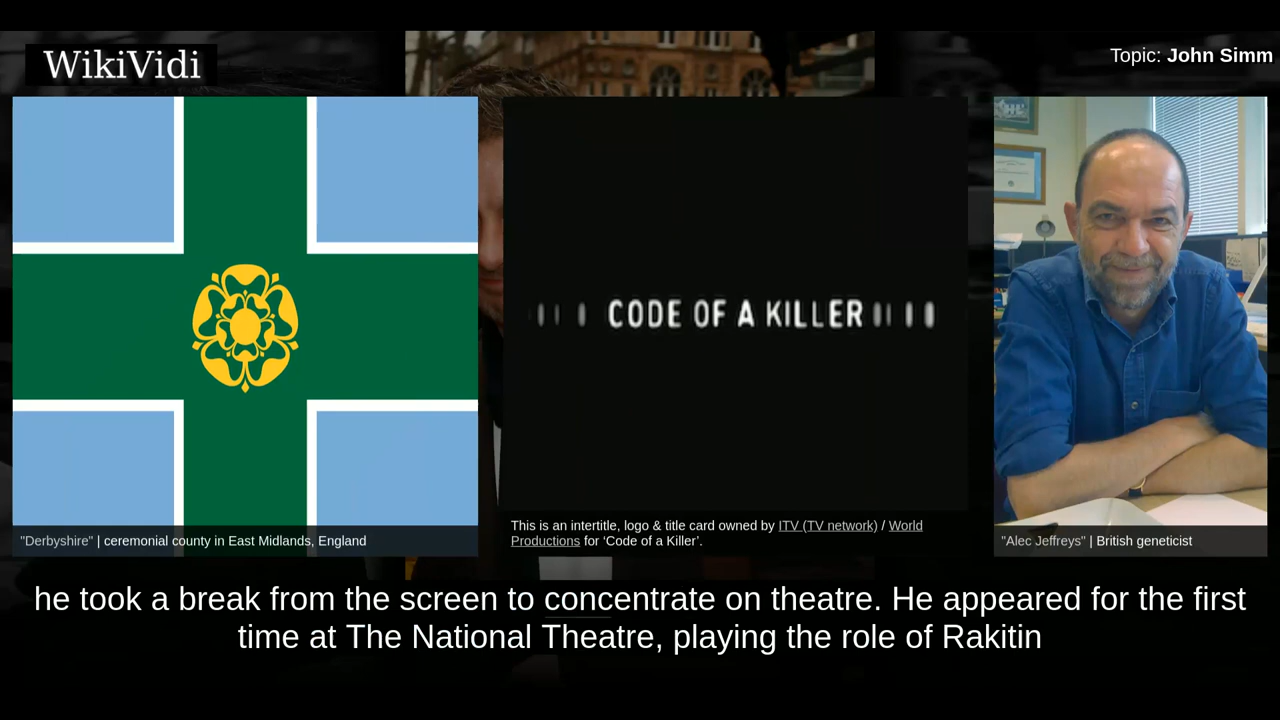 WikiVidi
Topic: John Simm
CODE OF A KILLER
"Derbyshire" | ceremonial county in East Midlands, England
This is an intertitle, logo & title card owned by ITV (TV network) / World
Productions for ‘Code of a Killer’.
"Alec Jeffreys" | British geneticist
he took a break from the screen to concentrate on theatre. He appeared for the first
time at The National Theatre, playing the role of Rakitin